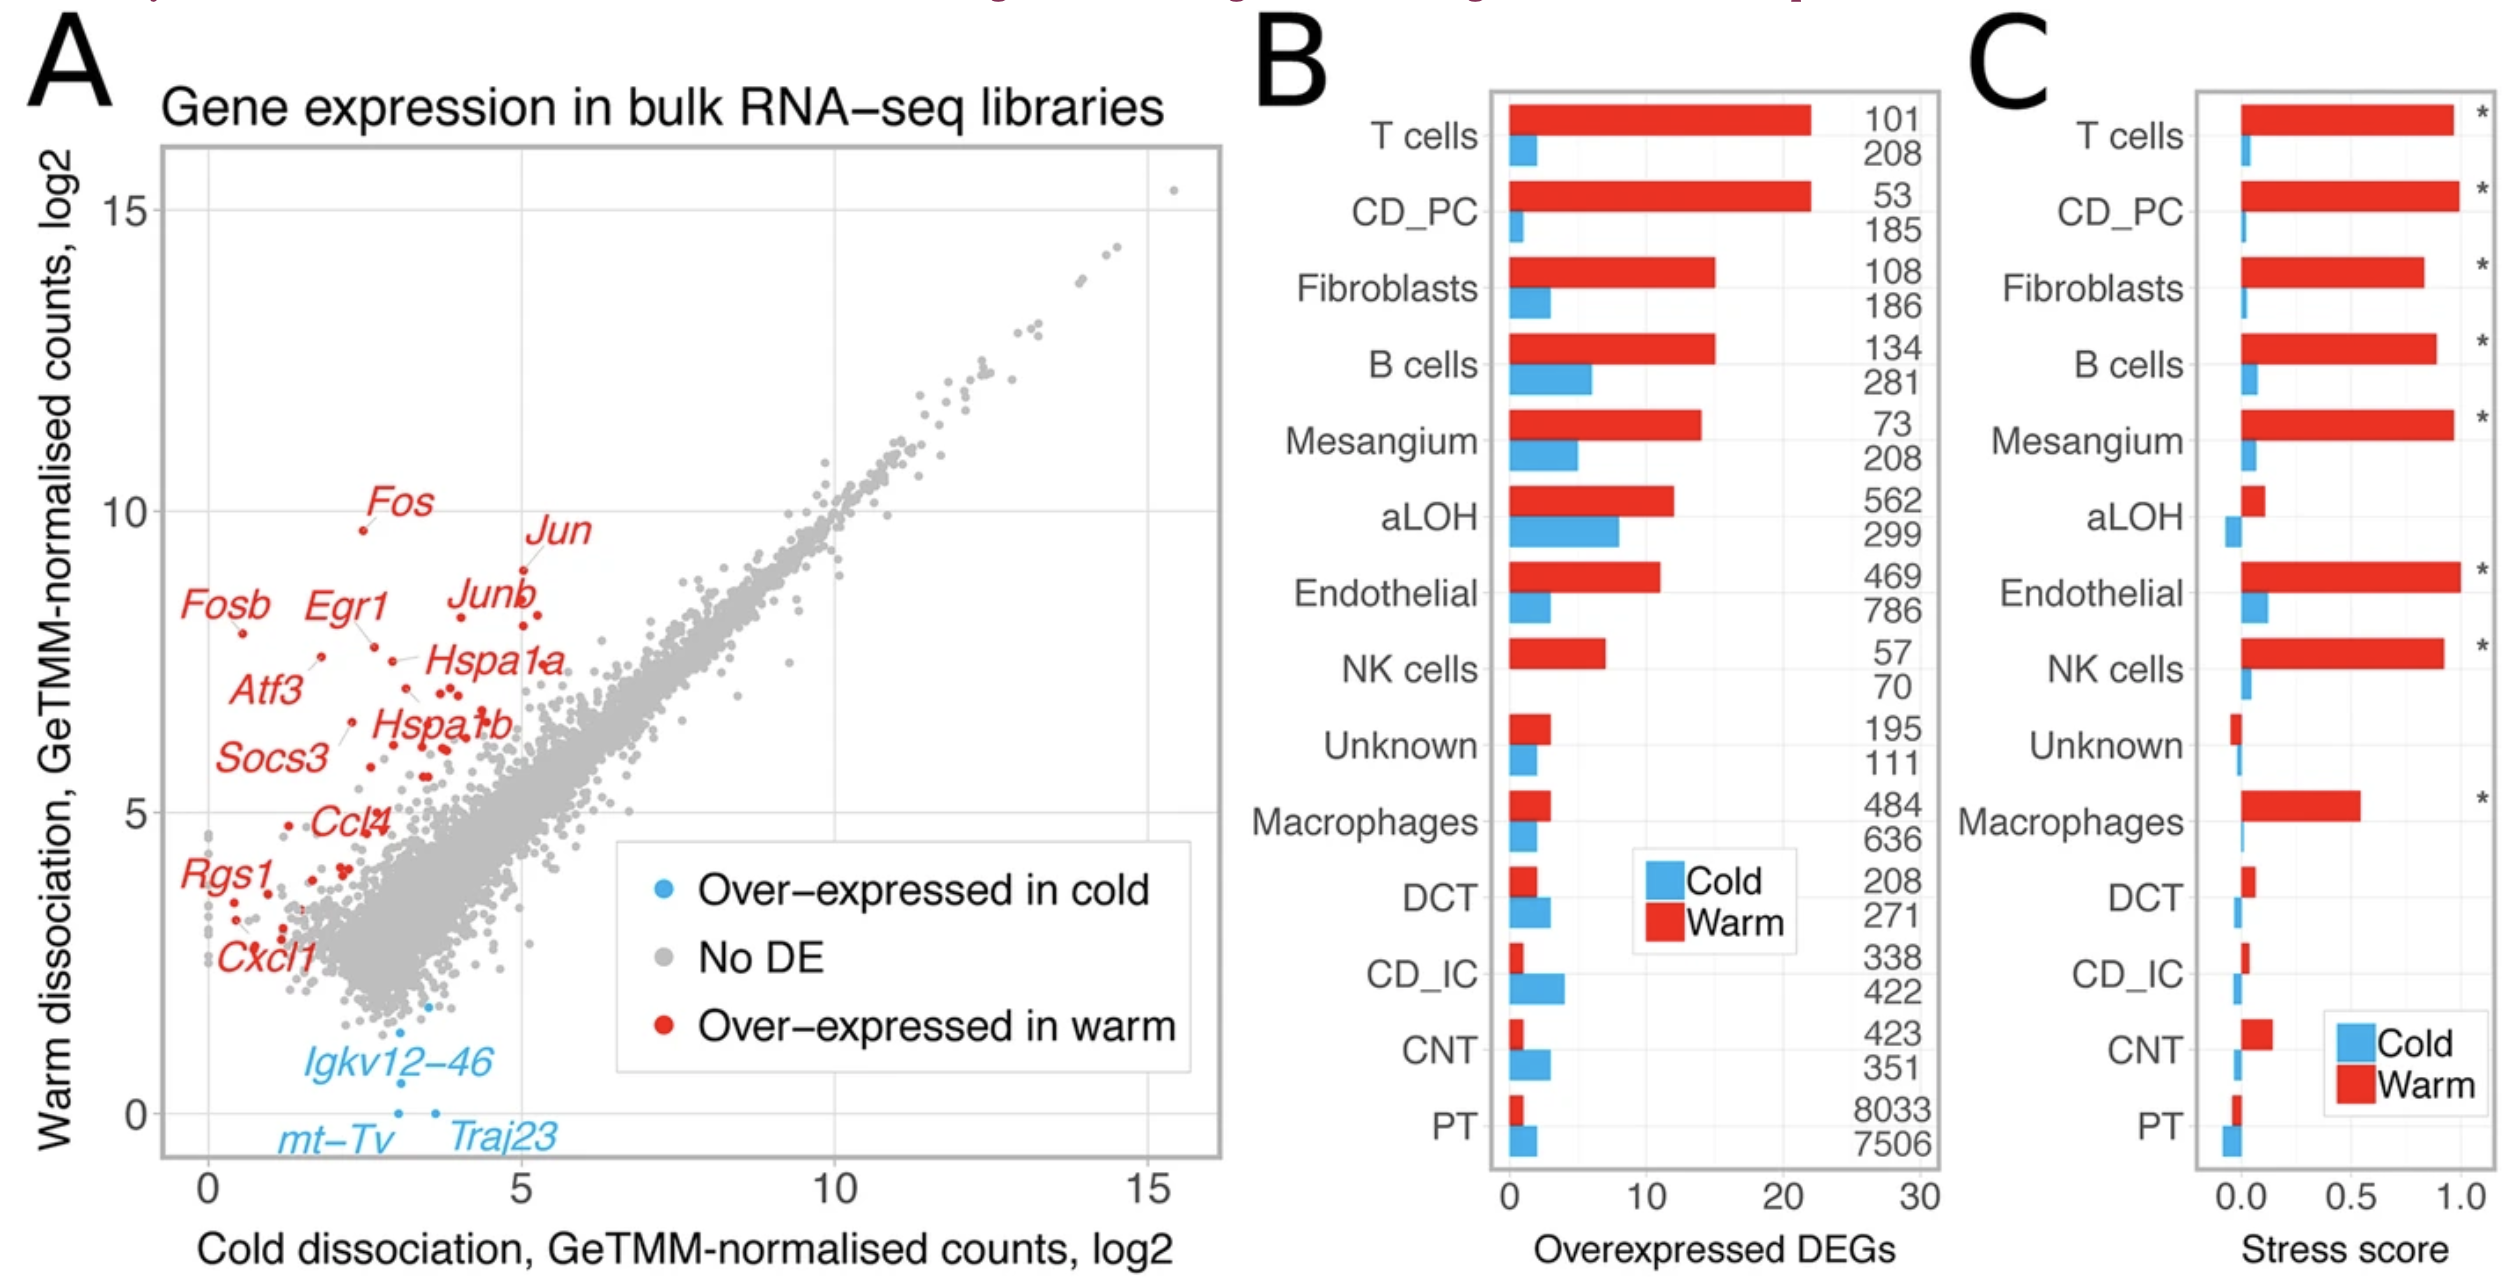 A
Gene expression in bulk RNA−seq libraries
Warm dissociation, GeTMM-normalised counts, log2
15
10
5
0
Fos
Jun
Fosb
Egr1
Junb
Hspa1a
Atf3
Hspa1b
Socs3
Ccl4
Rgs1
Cxcl1
Igkv12−46
mt−Tv
Traj23
Over−expressed in cold
No DE
Over−expressed in warm
0
5
10
15
Cold dissociation, GeTMM-normalised counts, log2
B
T cells
101
208
CD_PC
53
185
Fibroblasts
108
186
B cells
134
281
Mesangium
73
208
aLOH
562
299
Endothelial
469
786
NK cells
57
70
Unknown
195
111
Macrophages
484
636
DCT
208
271
CD_IC
338
422
CNT
423
351
PT
8033
7506
Cold
Warm
0
10
20
30
Overexpressed DEGs
C
T cells
*
CD_PC
*
Fibroblasts
*
B cells
*
Mesangium
*
aLOH
Endothelial
*
NK cells
*
Unknown
Macrophages
*
DCT
CD_IC
CNT
PT
Cold
Warm
0.0
0.5
1.0
Stress score